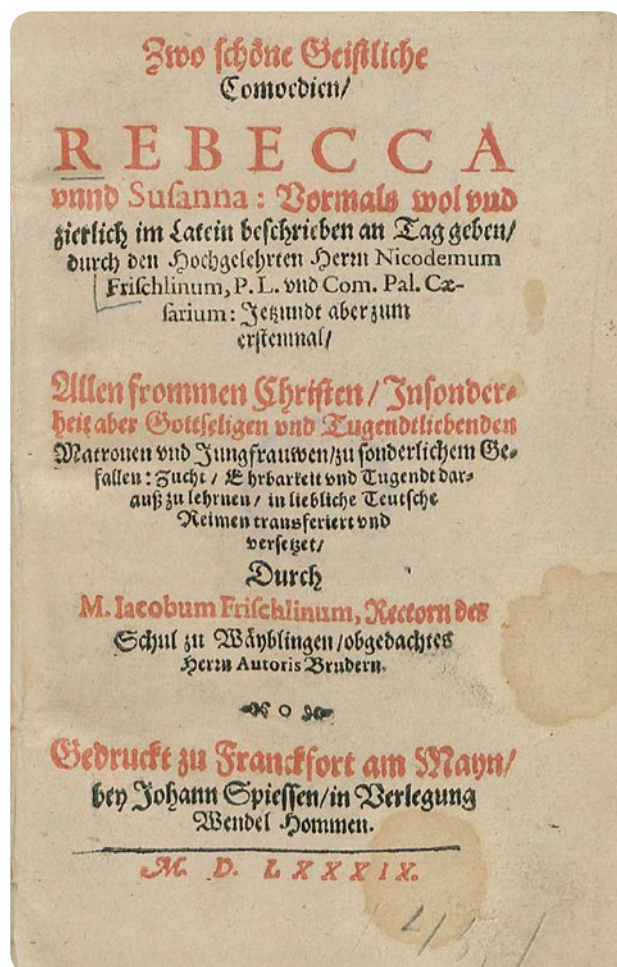 Zwo schöne Geistliche
Comoedien/
REBECCA
vnnd Susanna: Vormals wol vnd
zierlich im Latein beschrieben an Tag geben/
durch den Hochgelehrten Herrn Nicodemum
Frischlinum, P. L. vnd Com. Pal. Cæ-
sarium: Jetzundt aber zum
erstenmal/
Allen frommen Christen/ Insonder-
heit aber Gottseligen vnd Tugendtliebenden
Matronen vnd Jungfrauwen/zu sonderlichem Ge-
fallen: Zucht/ Ehrbarkeit vnd Tugendt dar-
auß zu lehrnen/ in liebliche Teutsche
Reimen transferiert vnd
versetzet/
Durch
M. Iacobum Frischlinum, Rectorn des
Schul zu Wäyblingen/obgedachtes
Herrn Autoris Brudern.
Gedruckt zu Franckfort am Mayn/
bey Johann Spiessen/in Verlegung
Wendel Hommen.
M. D. LXXXIX.